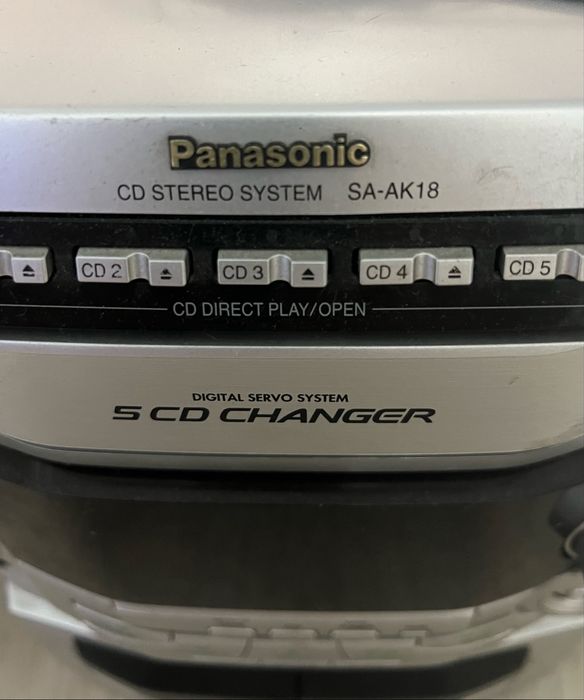 Panasonic
CD STEREO SYSTEM SA-AK18
CD 2 CD 3 CD 4 CD 5
CD DIRECT PLAY/OPEN
DIGITAL SERVO SYSTEM
5 CD CHANGER